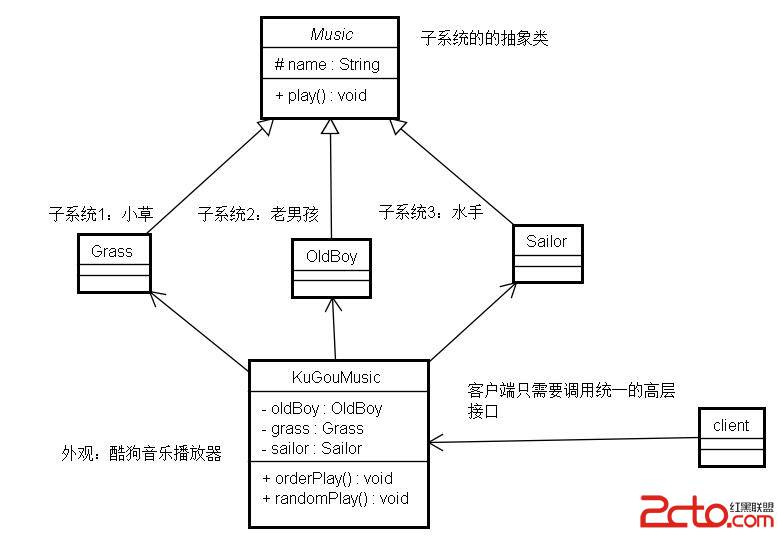 Music
# name : String
+ play() : void
子系统的的抽象类
子系统1：小草
子系统2：老男孩
子系统3：水手
Grass
OldBoy
Sailor
KuGouMusic
- oldBoy : OldBoy
- grass : Grass
- sailor : Sailor
+ orderPlay() : void
+ randomPlay() : void
外观：酷狗音乐播放器
客户端只需要调用统一的高层
接口
client
2cto.com
红黑联盟